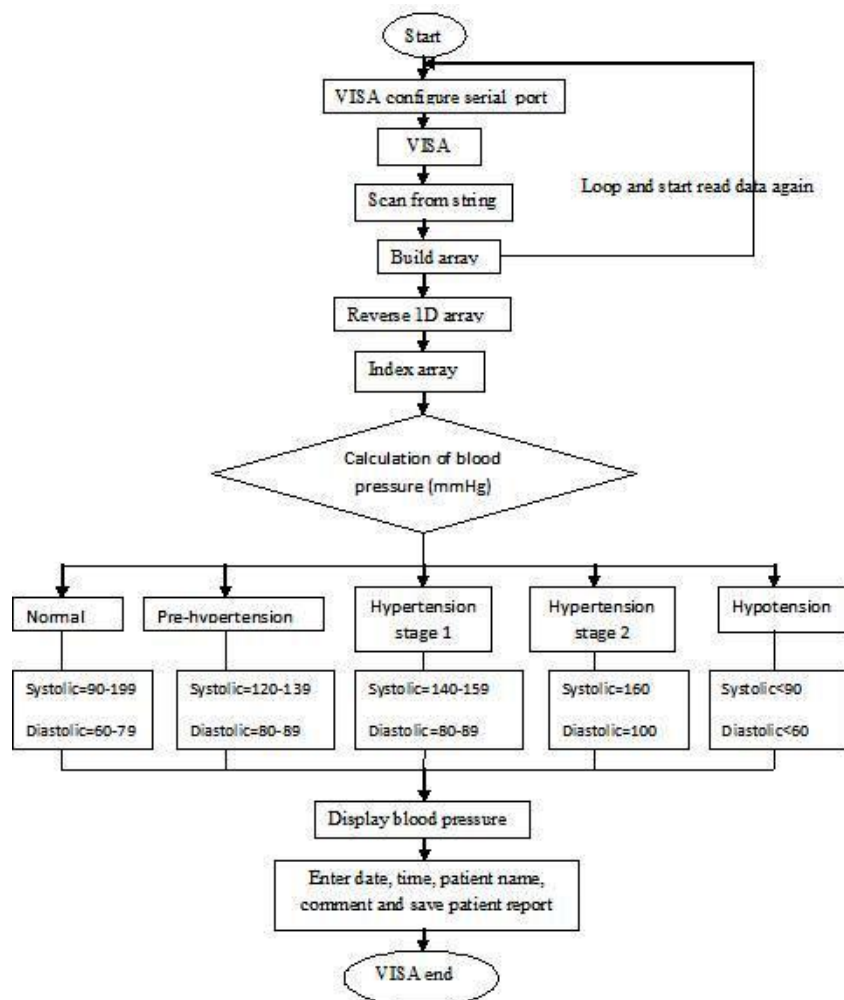 Start
VISA configure serial port
VISA
Loop and start read data again
Scan from string
Build array
Reverse 1D array
Index array
Calculation of blood
pressure (mmHg)
Normal
Pre-hypertension
Hypertension
stage 1
Hypertension
stage 2
Hypotension
Systolic=90-199
Diastolic=60-79
Systolic=120-139
Diastolic=80-89
Systolic=140-159
Diastolic=80-89
Systolic=160
Diastolic=100
Systolic<90
Diastolic<60
Display blood pressure
Enter date, time, patient name,
comment and save patient report
VISA end